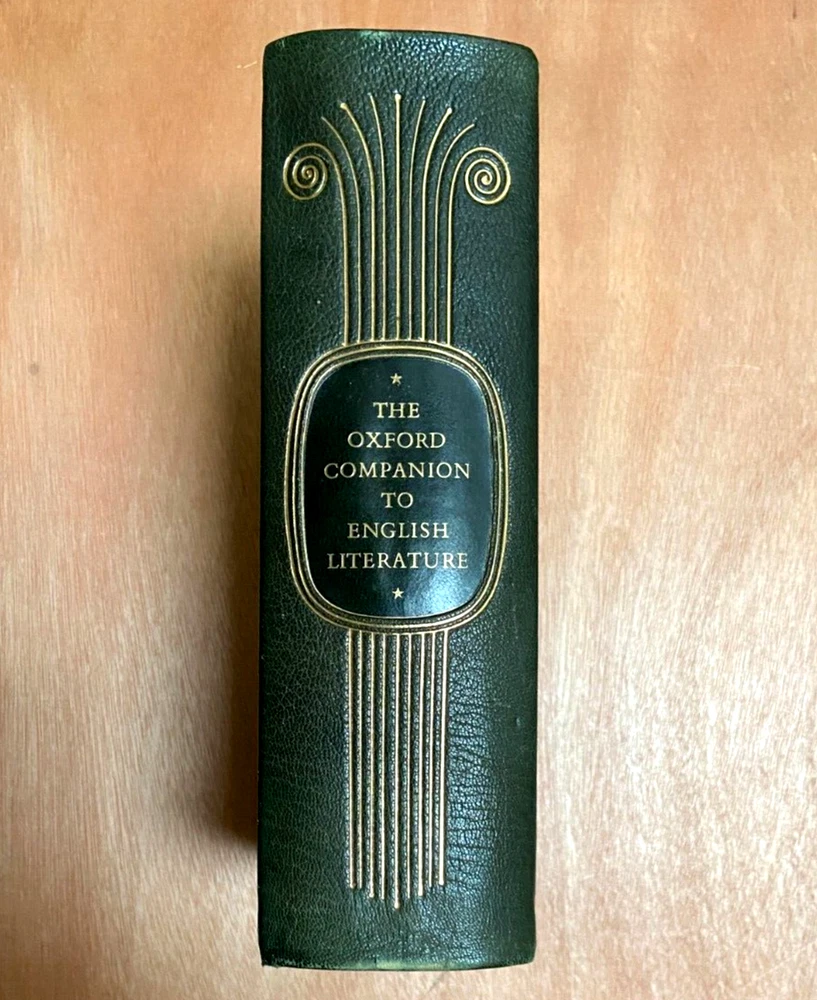 THE
OXFORD
COMPANION
TO
ENGLISH
LITERATURE